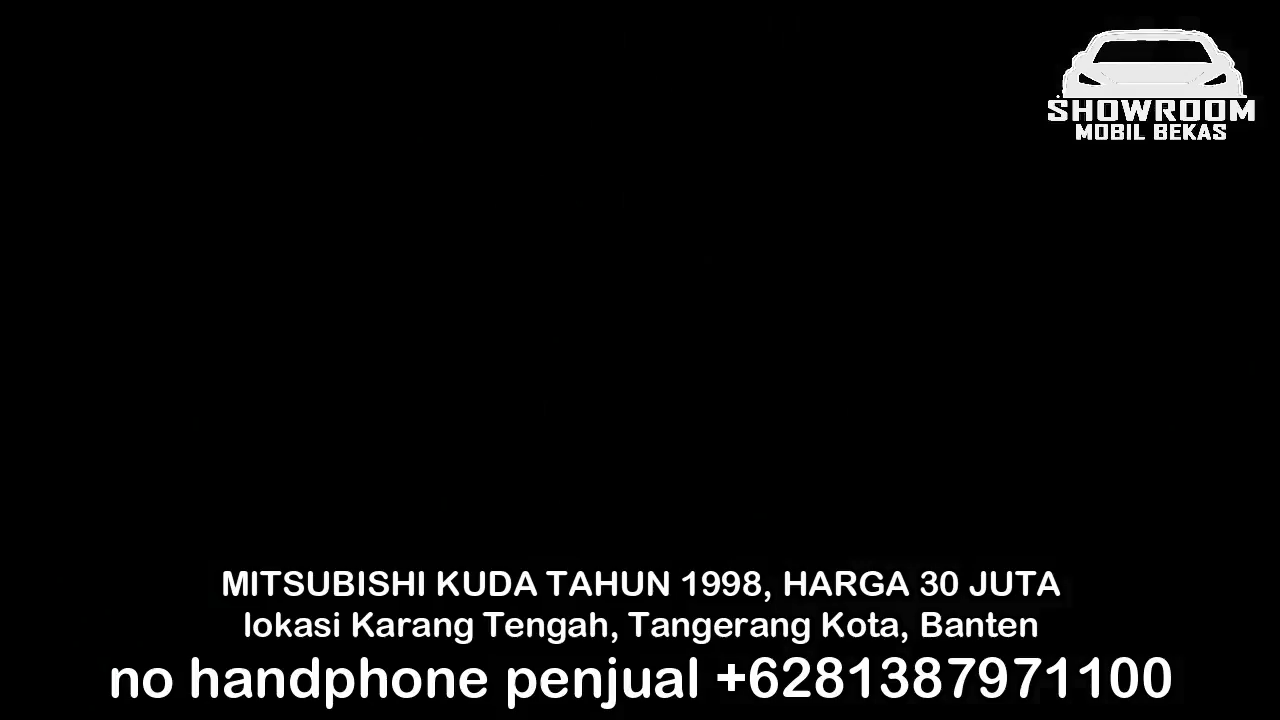 SHOWROOM
MOBIL BEKAS
MITSUBISHI KUDA TAHUN 1998, HARGA 30 JUTA
lokasi Karang Tengah, Tangerang Kota, Banten
no handphone penjual +6281387971100